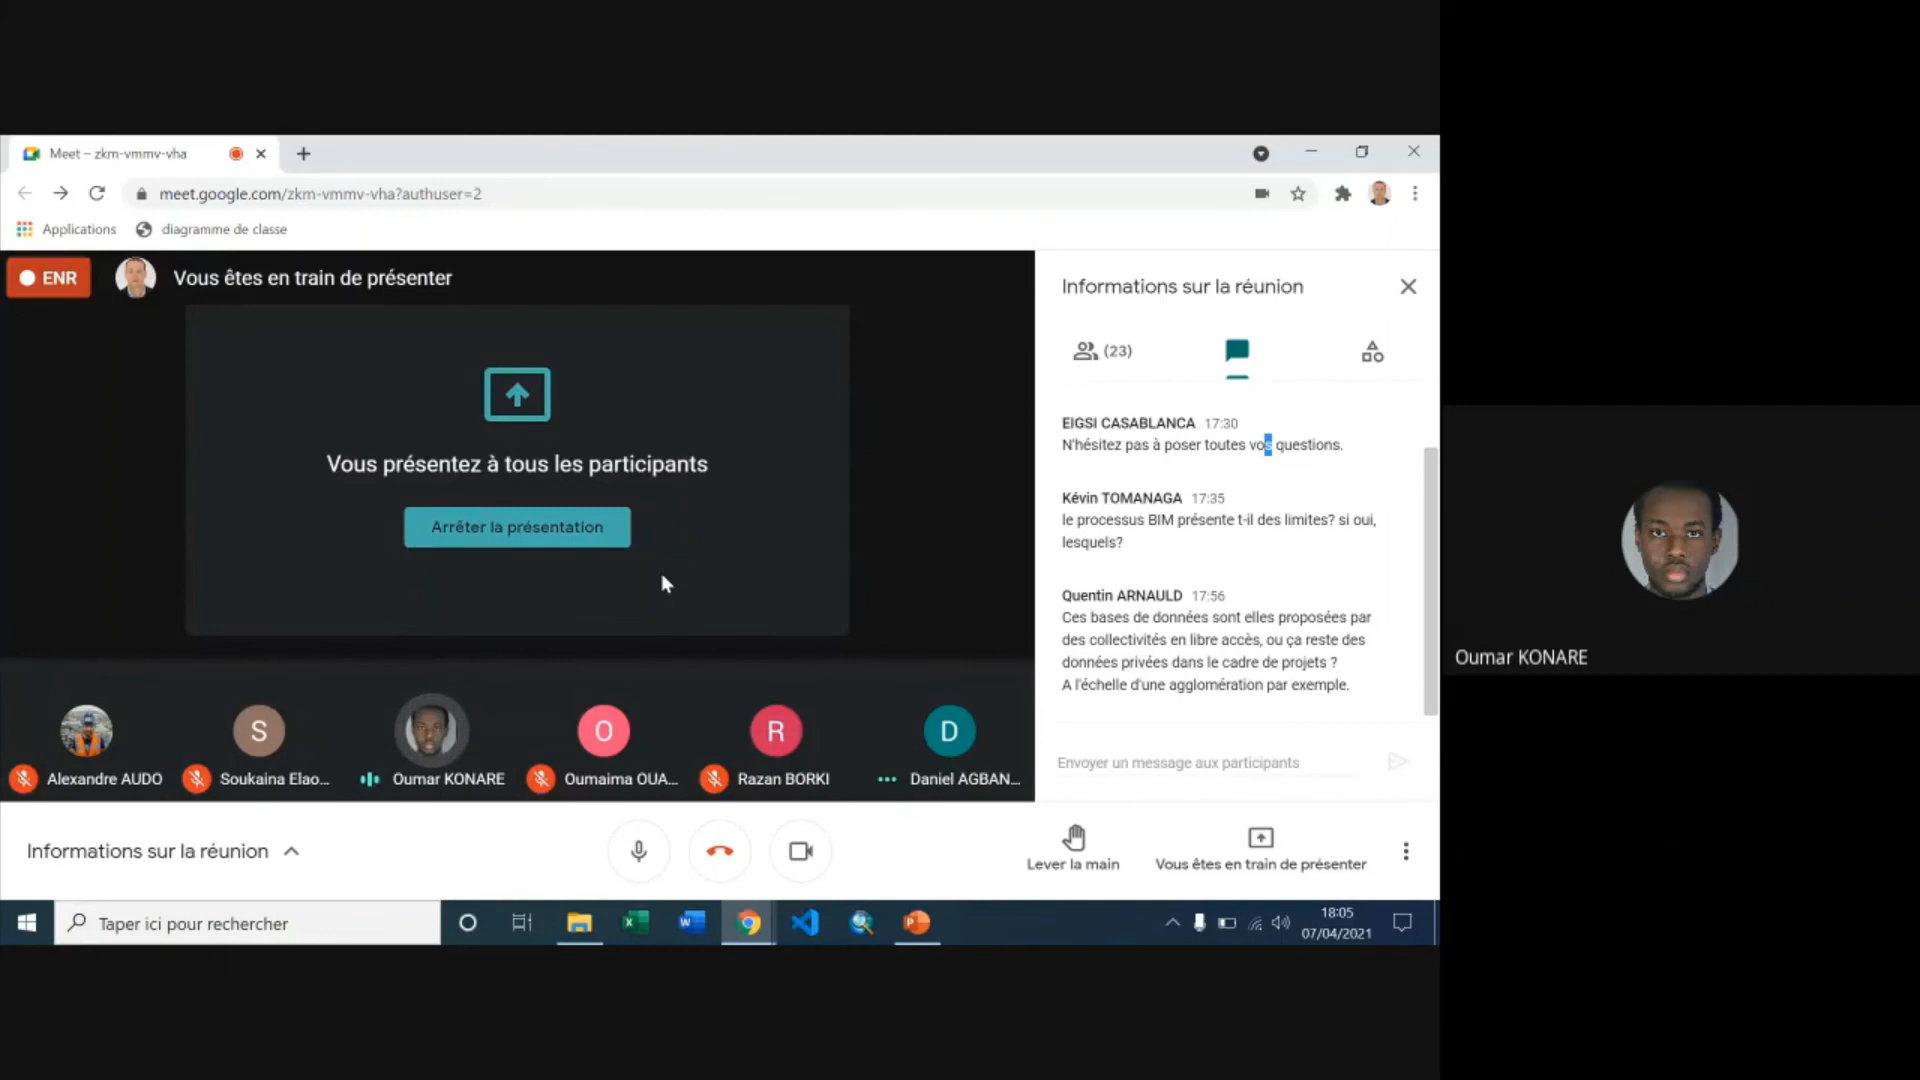 Meet – zkm-vmmv-vha
meet.google.com/zkm-vmmv-vha?authuser=2
Applications
diagramme de classe
ENR
Vous êtes en train de présenter
Vous présentez à tous les participants
Arrêter la présentation
Alexandre AUDO
Soukaina Elao...
Oumar KONARE
O
Oumaima OUA...
S
R
Razan BORKI
D
Daniel AGBAN...
Informations sur la réunion
(23)
EIGSI CASABLANCA 17:30
N'hésitez pas à poser toutes vos questions.
Kévin TOMANAGA 17:35
le processus BIM présente t-il des limites? si oui,
lesquels?
Quentin ARNAULD 17:56
Ces bases de données sont elles proposées par
des collectivités en libre accès, ou ça reste des
données privées dans le cadre de projets ?
A l'échelle d'une agglomération par exemple.
Envoyer un message aux participants
Informations sur la réunion
Lever la main
Vous êtes en train de présenter
Taper ici pour rechercher
18:05
07/04/2021
Oumar KONARE